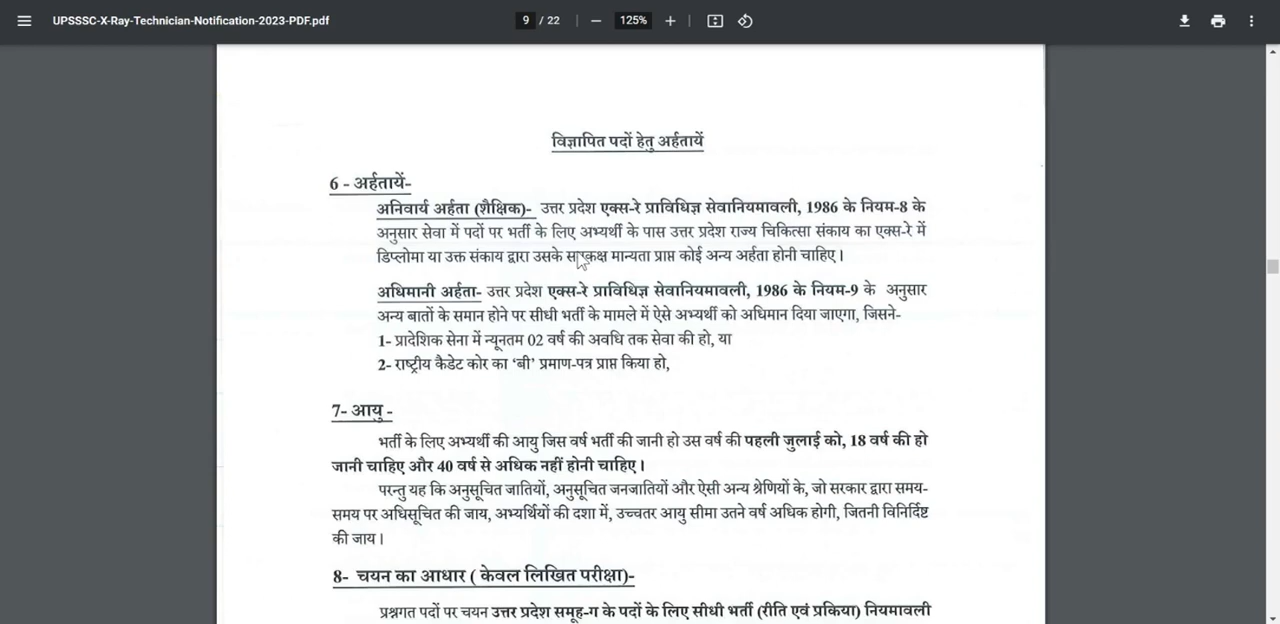 UPSSSC-X-Ray-Technician-Notification-2023-PDF.pdf
9 / 22
125%
विज्ञापित पदों हेतु अर्हतायें
6 - अर्हतायें-
अनिवार्य अर्हता (शैक्षिक)- उत्तर प्रदेश एक्स-रे प्राविधिज्ञ सेवानियमावली, 1986 के नियम-8 के
अनुसार सेवा में पदों पर भर्ती के लिए अभ्यर्थी के पास उत्तर प्रदेश राज्य चिकित्सा संकाय का एक्स-रे में
डिप्लोमा या उक्त संकाय द्वारा उसके समकक्ष मान्यता प्राप्त कोई अन्य अर्हता होनी चाहिए।
अधिमानी अर्हता- उत्तर प्रदेश एक्स-रे प्राविधिज्ञ सेवानियमावली, 1986 के नियम-9 के अनुसार
अन्य बातों के समान होने पर सीधी भर्ती के मामले में ऐसे अभ्यर्थी को अधिमान दिया जाएगा, जिसने-
1- प्रादेशिक सेना में न्यूनतम 02 वर्ष की अवधि तक सेवा की हो, या
2- राष्ट्रीय कैडेट कोर का ‘बी’ प्रमाण-पत्र प्राप्त किया हो,
7- आयु -
भर्ती के लिए अभ्यर्थी की आयु जिस वर्ष भर्ती की जानी हो उस वर्ष की पहली जुलाई को, 18 वर्ष की हो
जानी चाहिए और 40 वर्ष से अधिक नहीं होनी चाहिए।
परन्तु यह कि अनुसूचित जातियों, अनुसूचित जनजातियों और ऐसी अन्य श्रेणियों के, जो सरकार द्वारा समय-
समय पर अधिसूचित की जाय, अभ्यर्थियों की दशा में, उच्चतर आयु सीमा उतने वर्ष अधिक होगी, जितनी विनिर्दिष्ट
की जाय।
8- चयन का आधार ( केवल लिखित परीक्षा)-
प्रश्नगत पदों पर चयन उत्तर प्रदेश समूह-ग के पदों के लिए सीधी भर्ती (रीति एवं प्रकिया) नियमावली